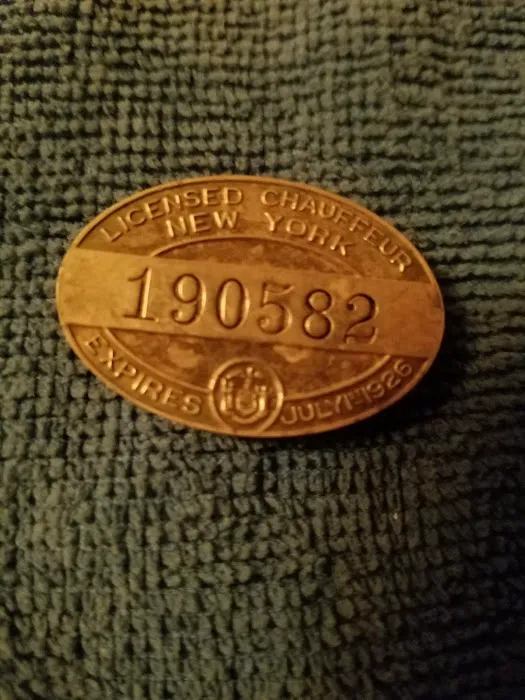 LICENSED CHAUFFEUR
NEW YORK
190582
EXPIRES JULY 1ST 1926